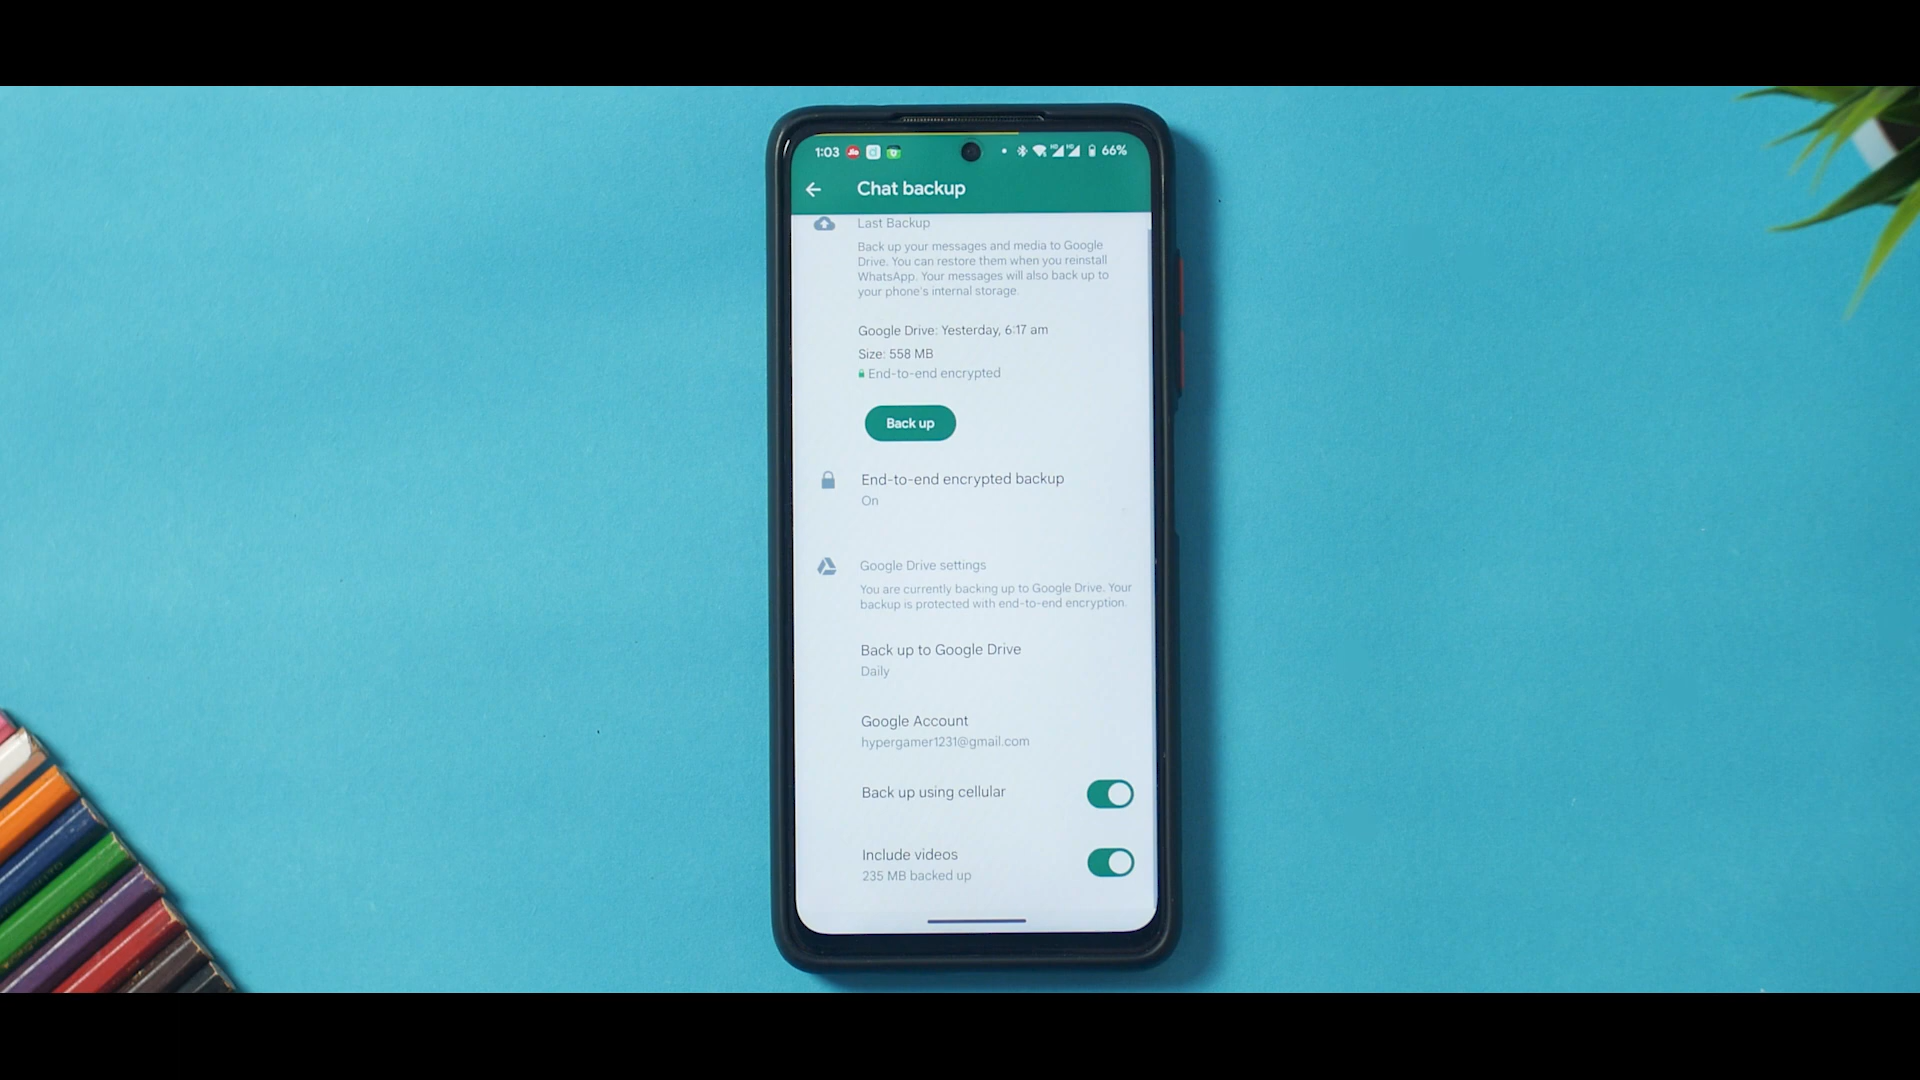 1:03 Jio 66%
Chat backup
Last Backup
Back up your messages and media to Google
Drive. You can restore them when you reinstall
WhatsApp. Your messages will also back up to
your phone's internal storage.
Google Drive: Yesterday, 6:17 am
Size: 558 MB
End-to-end encrypted
Back up
End-to-end encrypted backup
On
Google Drive settings
You are currently backing up to Google Drive. Your
backup is protected with end-to-end encryption.
Back up to Google Drive
Daily
Google Account
hypergamer1231@gmail.com
Back up using cellular
Include videos
235 MB backed up